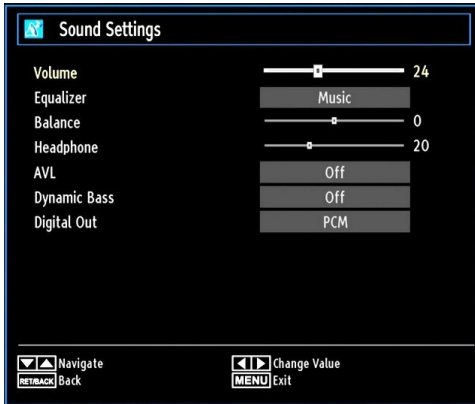 Sound Settings
Volume 24
Equalizer Music
Balance 0
Headphone 20
AVL Off
Dynamic Bass Off
Digital Out PCM
Navigate Change Value
RET/BACK Back MENU Exit